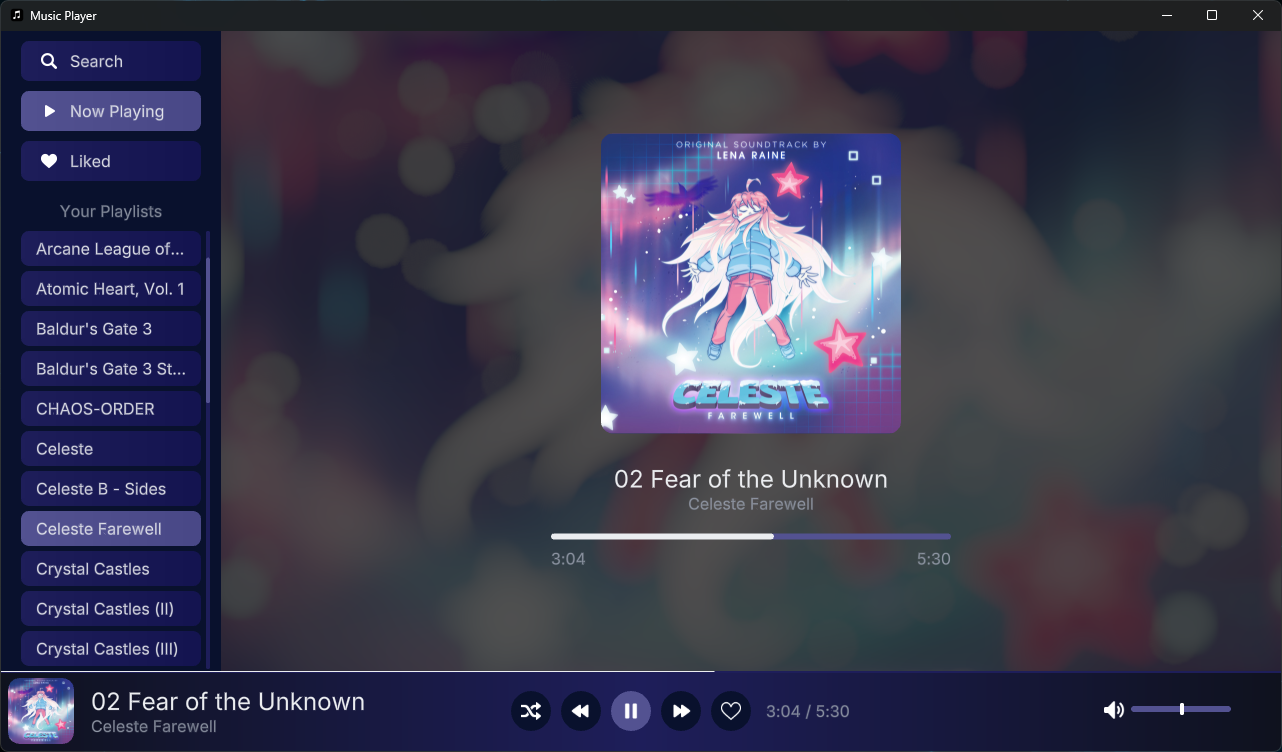 Music Player
Search
Now Playing
Liked
Your Playlists
Arcane League of...
Atomic Heart, Vol. 1
Baldur's Gate 3
Baldur's Gate 3 St...
CHAOS-ORDER
Celeste
Celeste B - Sides
Celeste Farewell
Crystal Castles
Crystal Castles (II)
Crystal Castles (III)
ORIGINAL SOUNDTRACK BY
LENA RAINE
CELESTE
FAREWELL
02 Fear of the Unknown
Celeste Farewell
3:04
5:30
CELESTE
02 Fear of the Unknown
Celeste Farewell
3:04 / 5:30